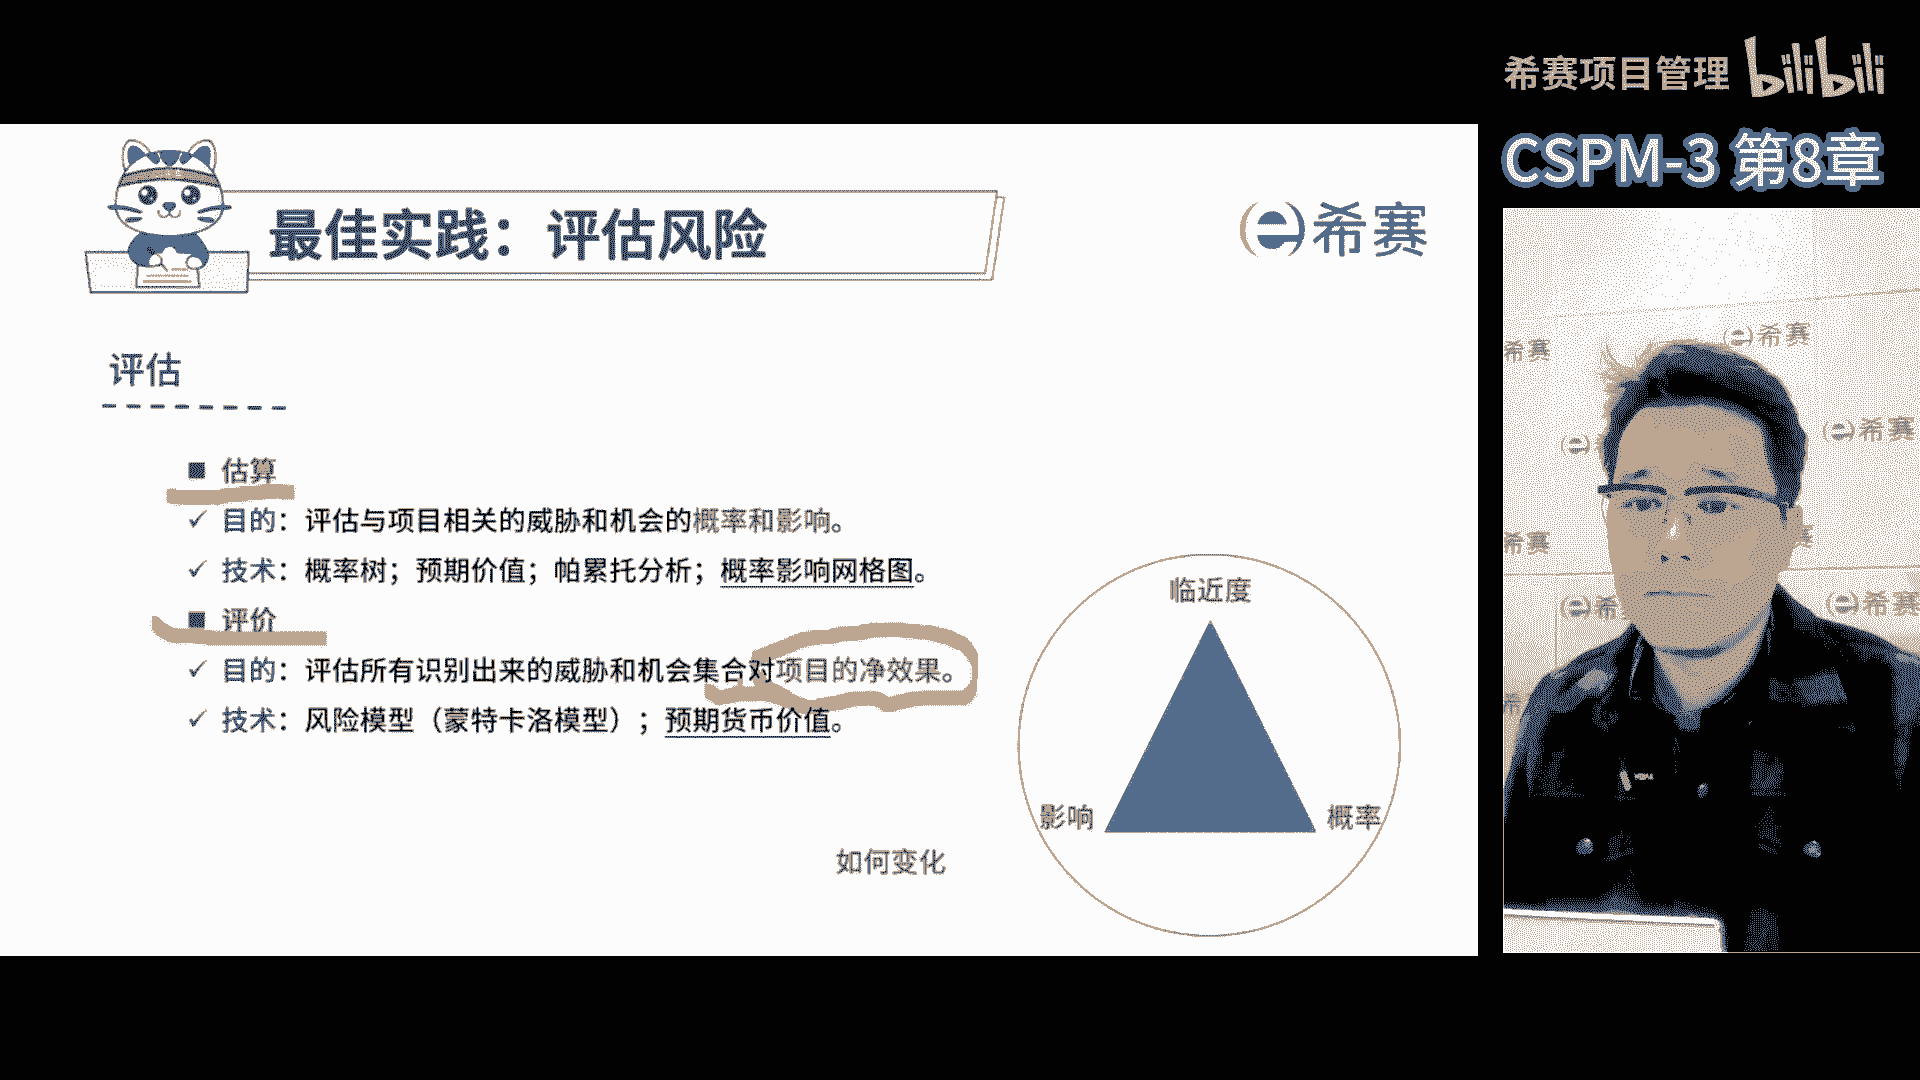 希赛项目管理 bilibili
CSPM-3 第8章
最佳实践：评估风险
希赛
评估
■ 估算
✓ 目的：评估与项目相关的威胁和机会的概率和影响。
✓ 技术：概率树；预期价值；帕累托分析；概率影响网格图。
■ 评价
✓ 目的：评估所有识别出来的威胁和机会集合对项目的净效果。
✓ 技术：风险模型（蒙特卡洛模型）；预期货币价值。
临近度
影响
概率
如何变化
希赛
希赛
希赛
希
希赛
希
希赛
希